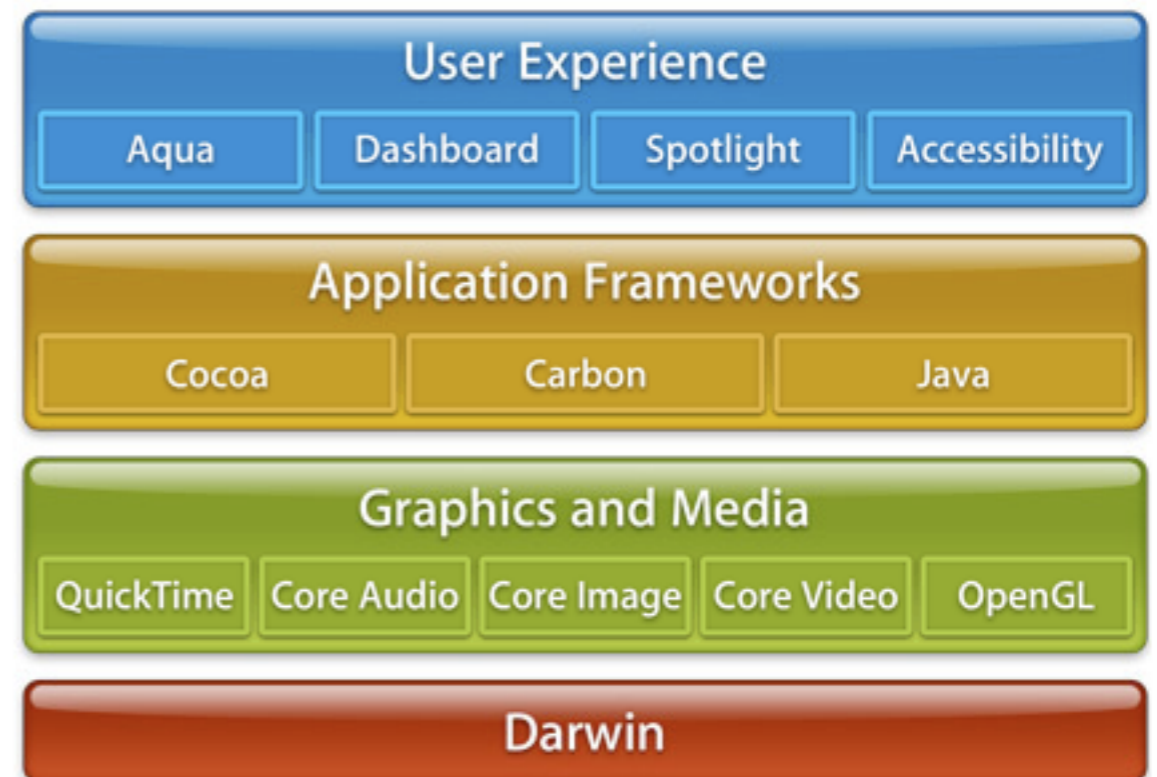 User Experience
Aqua Dashboard Spotlight Accessibility
Application Frameworks
Cocoa Carbon Java
Graphics and Media
QuickTime Core Audio Core Image Core Video OpenGL
Darwin